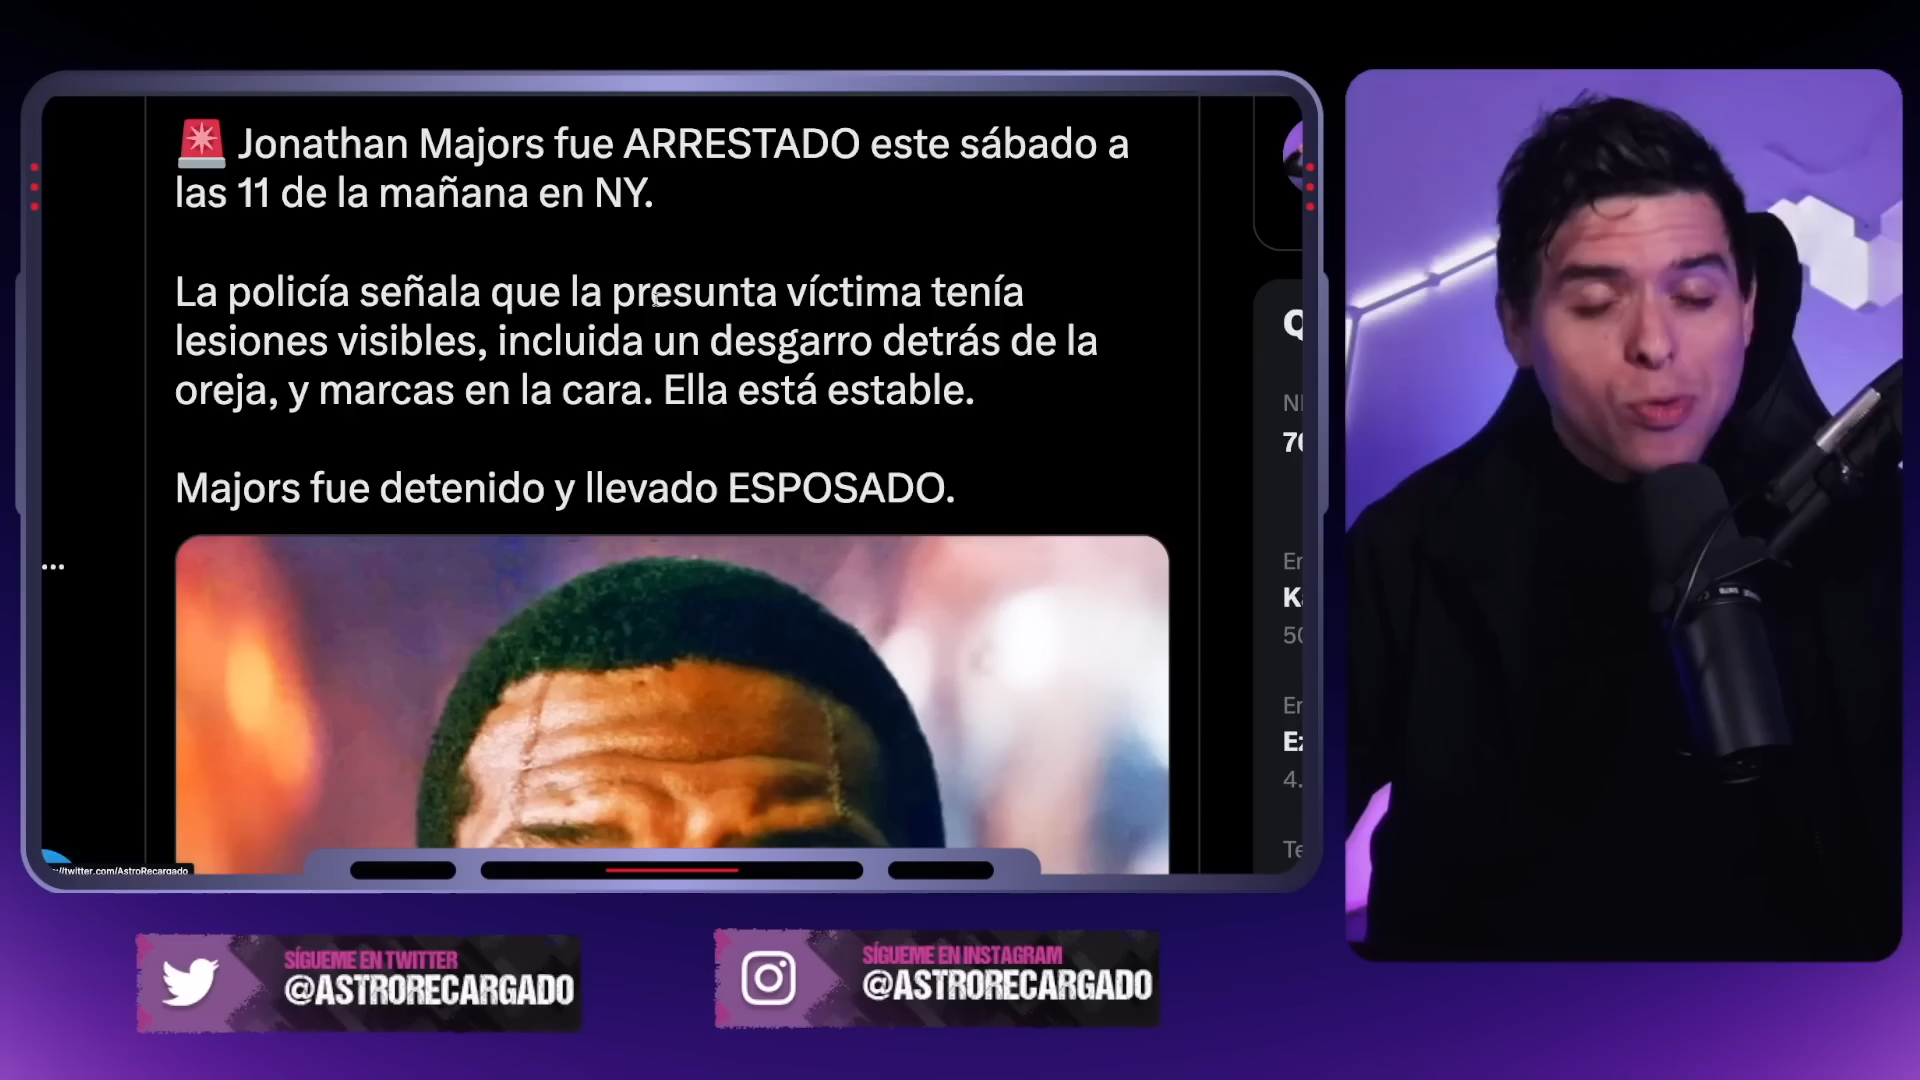 Jonathan Majors fue ARRESTADO este sábado a
las 11 de la mañana en NY.
La policía señala que la presunta víctima tenía
lesiones visibles, incluida un desgarro detrás de la
oreja, y marcas en la cara. Ella está estable.
Majors fue detenido y llevado ESPOSADO.
//twitter.com/AstroRecargado
SÍGUEME EN TWITTER
@ASTRORECARGADO
SÍGUEME EN INSTAGRAM
@ASTRORECARGADO